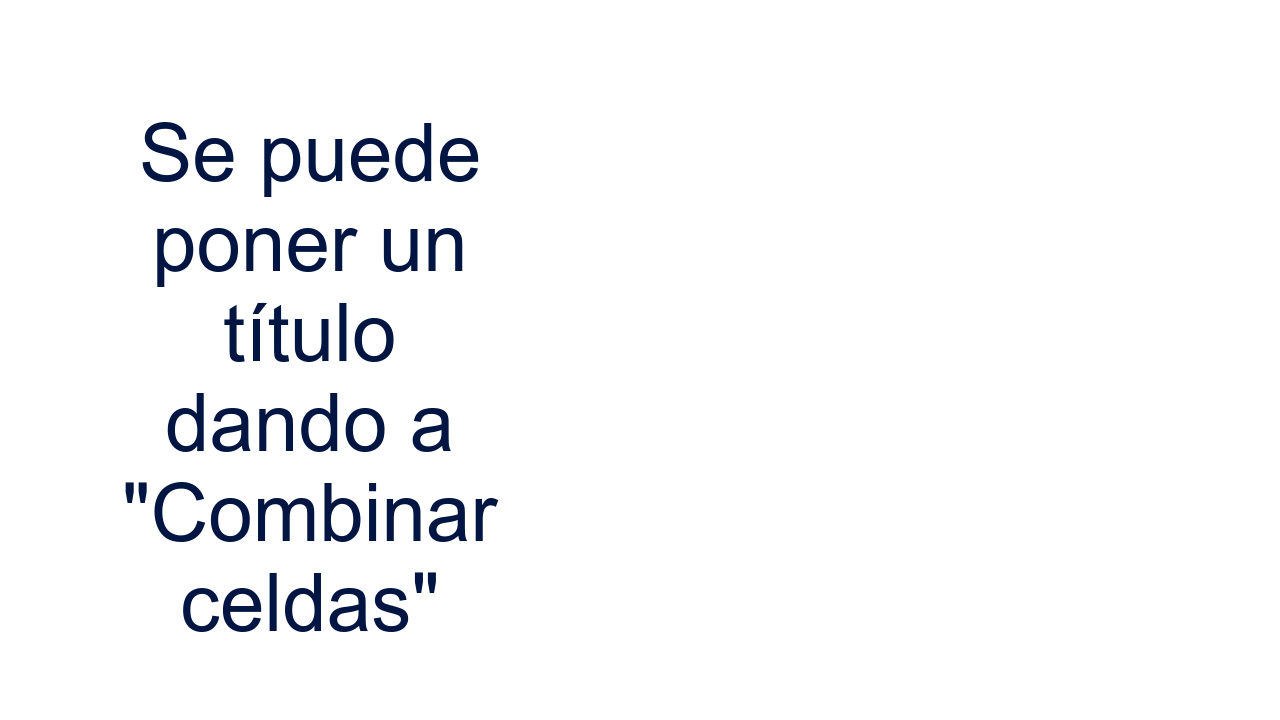 Se puede
poner un
título
dando a
"Combinar
celdas"